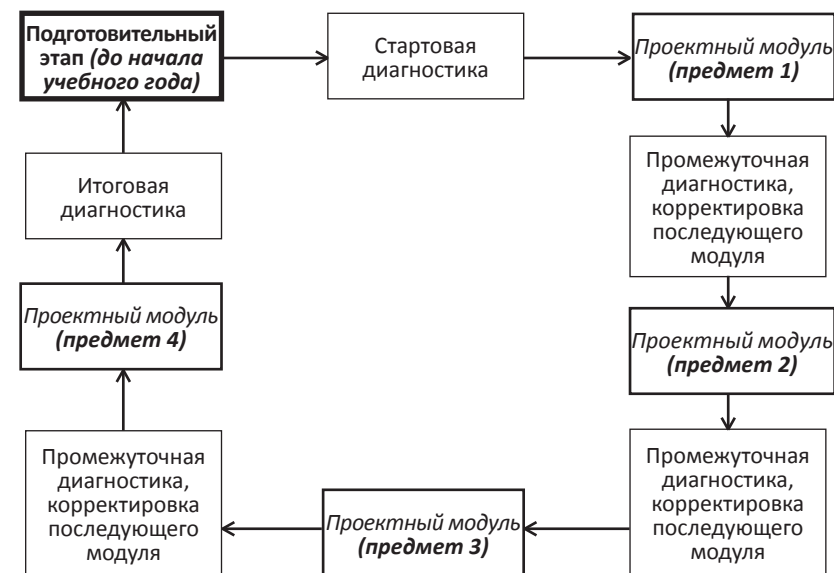 Подготовительный
этап (до начала
учебного года)
Стартовая
диагностика
Проектный модуль
(предмет 1)
Промежуточная
диагностика,
корректировка
последующего
модуля
Проектный модуль
(предмет 2)
Промежуточная
диагностика,
корректировка
последующего
модуля
Проектный модуль
(предмет 3)
Промежуточная
диагностика,
корректировка
последующего
модуля
Проектный модуль
(предмет 4)
Итоговая
диагностика